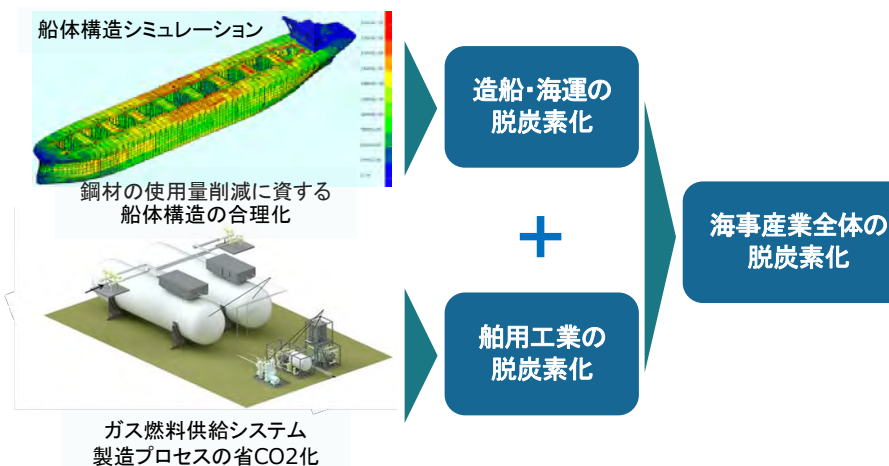 船体構造シミュレーション
鋼材の使用量削減に資する
船体構造の合理化
ガス燃料供給システム
製造プロセスの省CO2化
造船・海運の
脱炭素化
+
舶用工業の
脱炭素化
海事産業全体の
脱炭素化